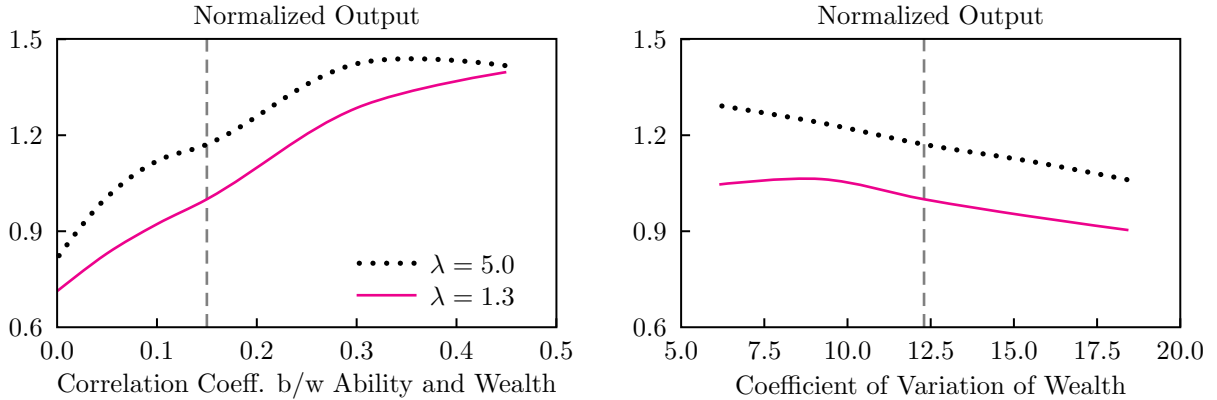 Normalized Output
1.5
1.2
0.9
0.6
λ = 5.0
λ = 1.3
0.0 0.1 0.2 0.3 0.4 0.5
Correlation Coeff. b/w Ability and Wealth
Normalized Output
1.5
1.2
0.9
0.6
5.0 7.5 10.0 12.5 15.0 17.5 20.0
Coefficient of Variation of Wealth